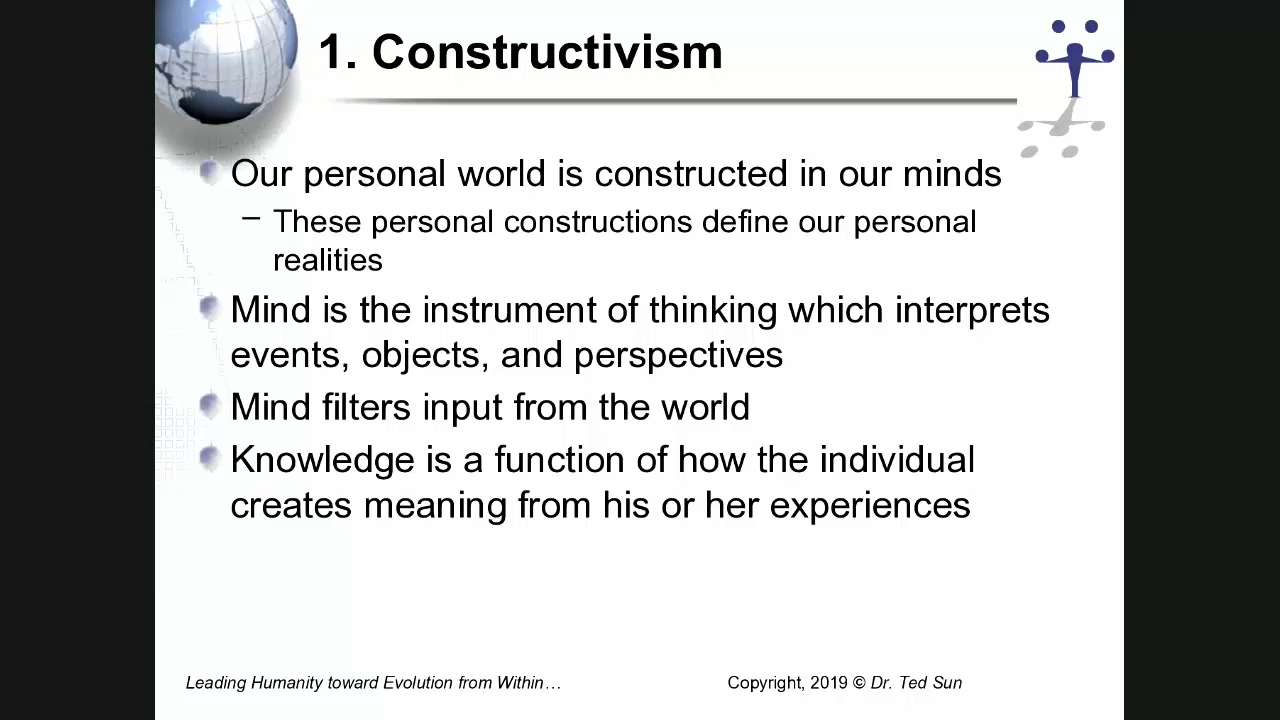 1. Constructivism
Our personal world is constructed in our minds
– These personal constructions define our personal
realities
Mind is the instrument of thinking which interprets
events, objects, and perspectives
Mind filters input from the world
Knowledge is a function of how the individual
creates meaning from his or her experiences
Leading Humanity toward Evolution from Within…
Copyright, 2019 © Dr. Ted Sun